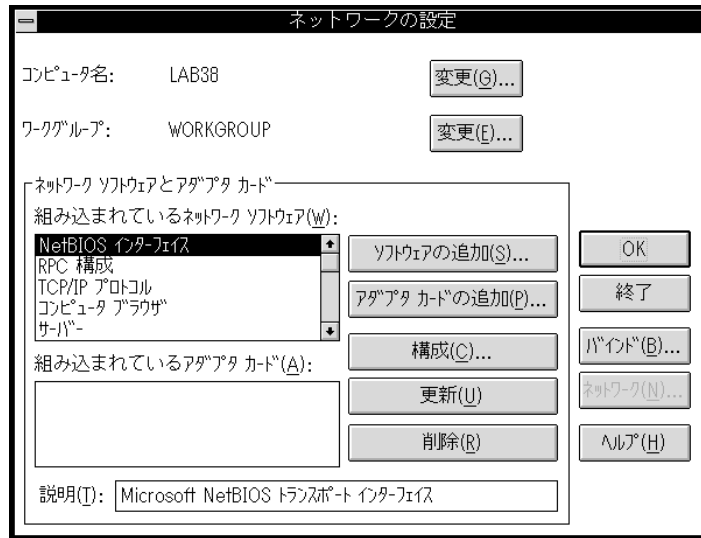 ネットワークの設定
ｺﾝﾋﾟｭｰﾀ名: LAB38 変更(G)...
ﾜｰｸｸﾞﾙｰﾌﾟ: WORKGROUP 変更(E)...
ﾈｯﾄﾜｰｸ ｿﾌﾄｳｪｱとｱﾀﾞﾌﾟﾀ ｶｰﾄﾞ
組み込まれているﾈｯﾄﾜｰｸ ｿﾌﾄｳｪｱ(W):
NetBIOS ｲﾝﾀｰﾌｪｲｽ
RPC 構成
TCP/IP ﾌﾟﾛﾄｺﾙ
ｺﾝﾋﾟｭｰﾀ ﾌﾞﾗｳｻﾞ
ｻｰﾊﾞｰ
ｿﾌﾄｳｪｱの追加(S)...
ｱﾀﾞﾌﾟﾀ ｶｰﾄﾞの追加(P)...
構成(C)...
更新(U)
削除(R)
組み込まれているｱﾀﾞﾌﾟﾀ ｶｰﾄﾞ(A):
説明(T): Microsoft NetBIOS ﾄﾗﾝｽﾎﾟｰﾄ ｲﾝﾀｰﾌｪｲｽ
OK
終了
ﾊﾞｲﾝﾄﾞ(B)...
ﾈｯﾄﾜｰｸ(N)...
ﾍﾙﾌﾟ(H)